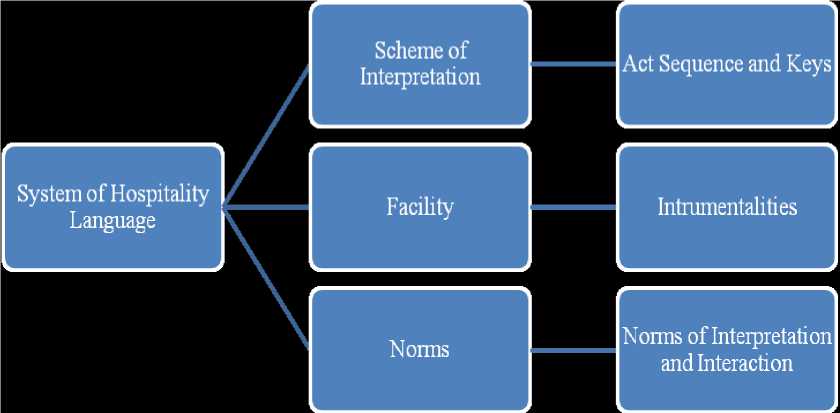 Scheme of
Interpretation
Act Sequence and Keys
System of Hospitality
Language
Facility
Intrumentalities
Norms
Norms of Interpretation
and Interaction